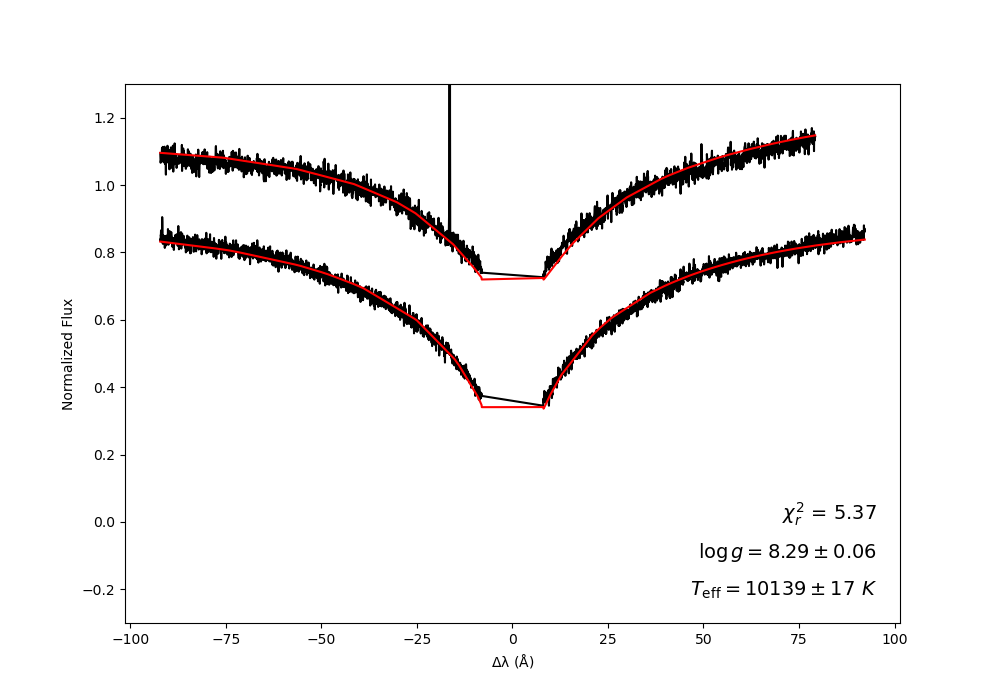 1.2
1.0
0.8
0.6
0.4
0.2
0.0
−0.2
Normalized Flux
χ²ᵣ = 5.37
log g = 8.29 ± 0.06
T_eff = 10139 ± 17 K
−100 −75 −50 −25 0 25 50 75 100
Δλ (Å)